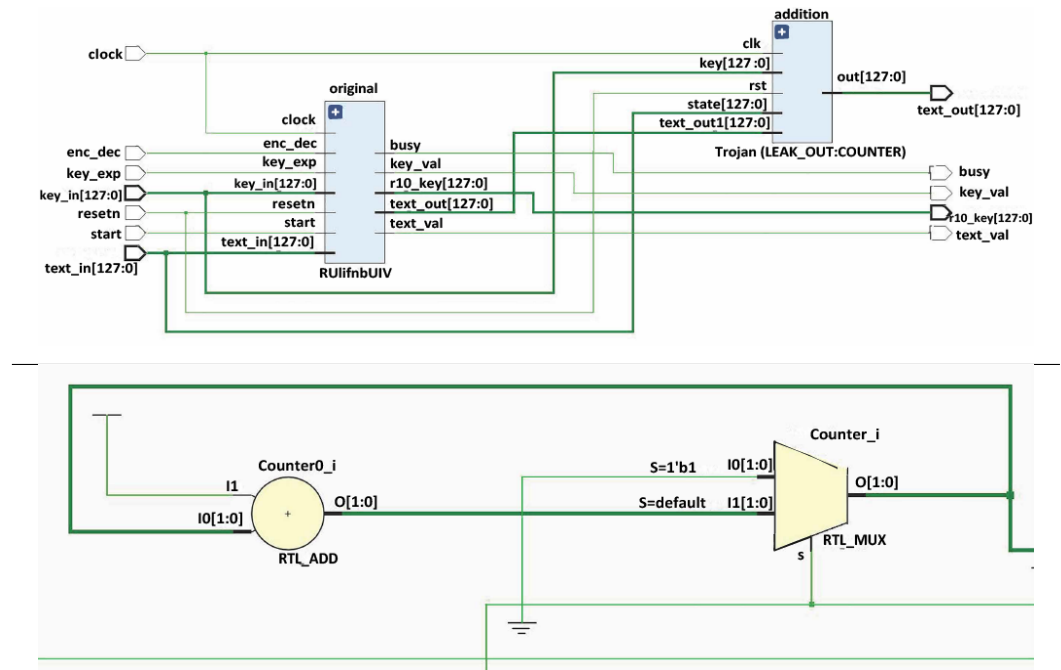 addition
clock
clk
key[127 :0]
rst
state[127:0]
text_out1[127:0]
out[127:0]
text_out[127:0]
Trojan (LEAK_OUT:COUNTER)
original
clock
enc_dec
enc_dec
busy
busy
key_exp
key_exp
key_val
key_val
key_in[127:0]
key_in[127:0]
r10_key[127:0]
r10_key[127:0]
resetn
resetn
text_out[127:0]
start
start
text_val
text_val
text_in[127:0]
text_in[127:0]
RUlifnbUIV
Counter_i
Counter0_i
S=1'b1
I0[1:0]
I1
O[1:0]
S=default
I1[1:0]
O[1:0]
I0[1:0]
+
RTL_ADD
RTL_MUX
s